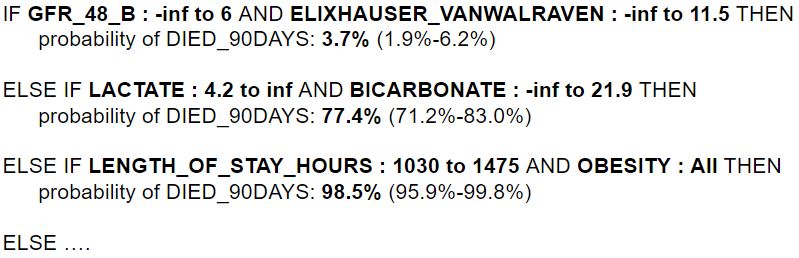 IF GFR_48_B : -inf to 6 AND ELIXHAUSER_VANWALRAVEN : -inf to 11.5 THEN
probability of DIED_90DAYS: 3.7% (1.9%-6.2%)
ELSE IF LACTATE : 4.2 to inf AND BICARBONATE : -inf to 21.9 THEN
probability of DIED_90DAYS: 77.4% (71.2%-83.0%)
ELSE IF LENGTH_OF_STAY_HOURS : 1030 to 1475 AND OBESITY : All THEN
probability of DIED_90DAYS: 98.5% (95.9%-99.8%)
ELSE ....